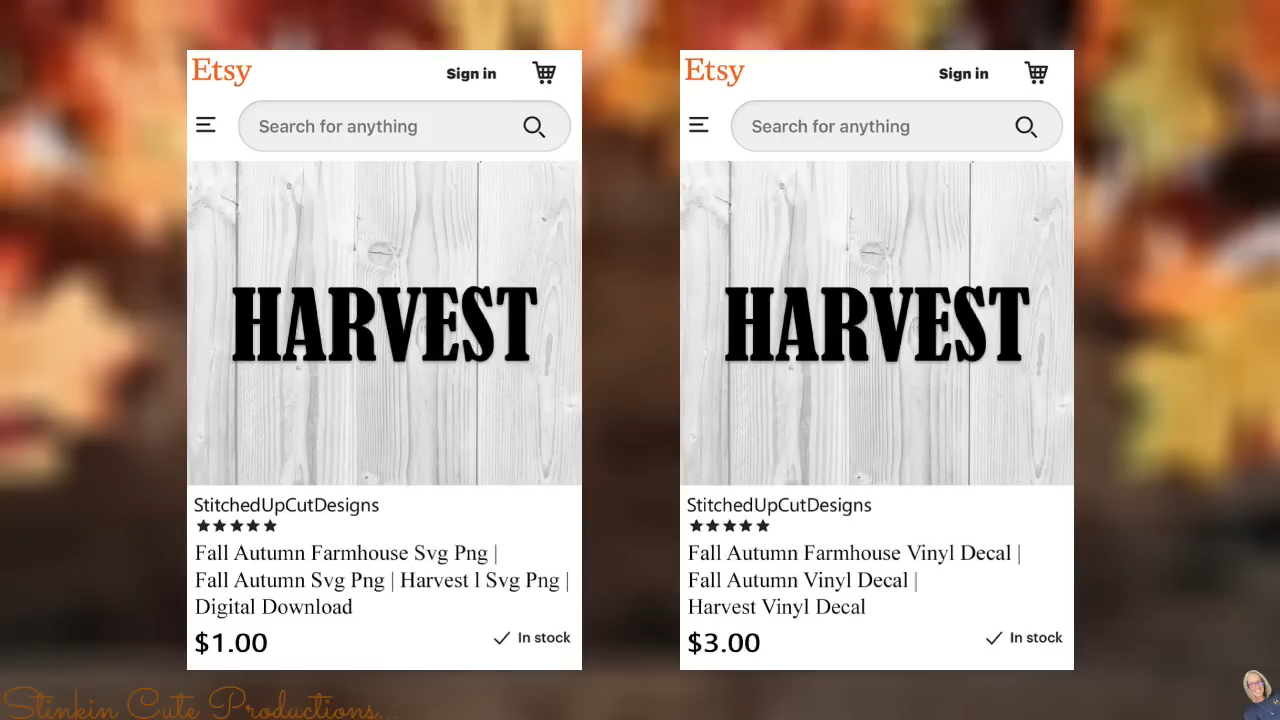 Etsy
Sign in
Search for anything
HARVEST
StitchedUpCutDesigns
Fall Autumn Farmhouse Svg Png |
Fall Autumn Svg Png | Harvest l Svg Png |
Digital Download
$1.00
In stock
Etsy
Sign in
Search for anything
HARVEST
StitchedUpCutDesigns
Fall Autumn Farmhouse Vinyl Decal |
Fall Autumn Vinyl Decal |
Harvest Vinyl Decal
$3.00
In stock
Stinkin Cute Productions...